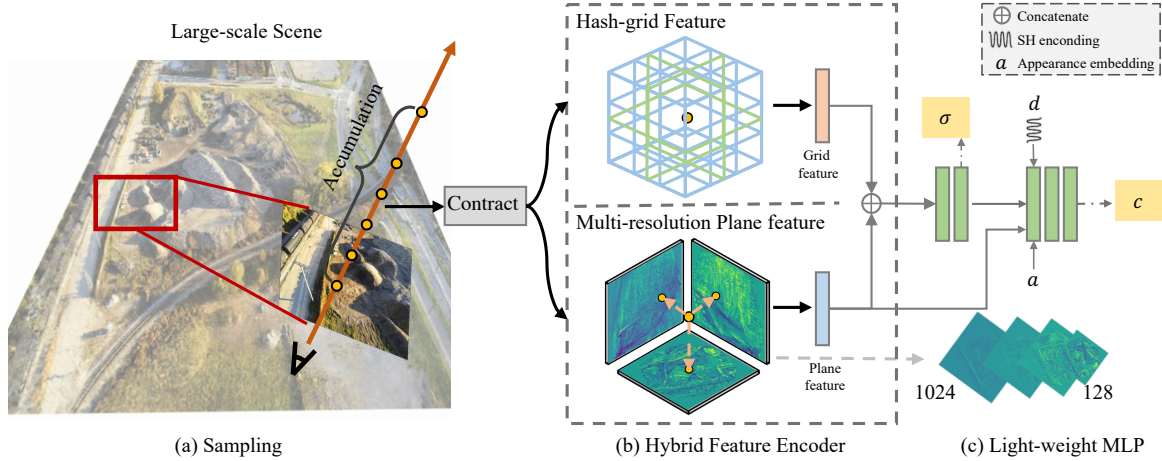 Large-scale Scene
Accumulation
Contract
Hash-grid Feature
Grid
feature
Multi-resolution Plane feature
Plane
feature
Concatenate
SH enconding
a Appearance embedding
σ
d
c
a
1024
128
(a) Sampling
(b) Hybrid Feature Encoder
(c) Light-weight MLP